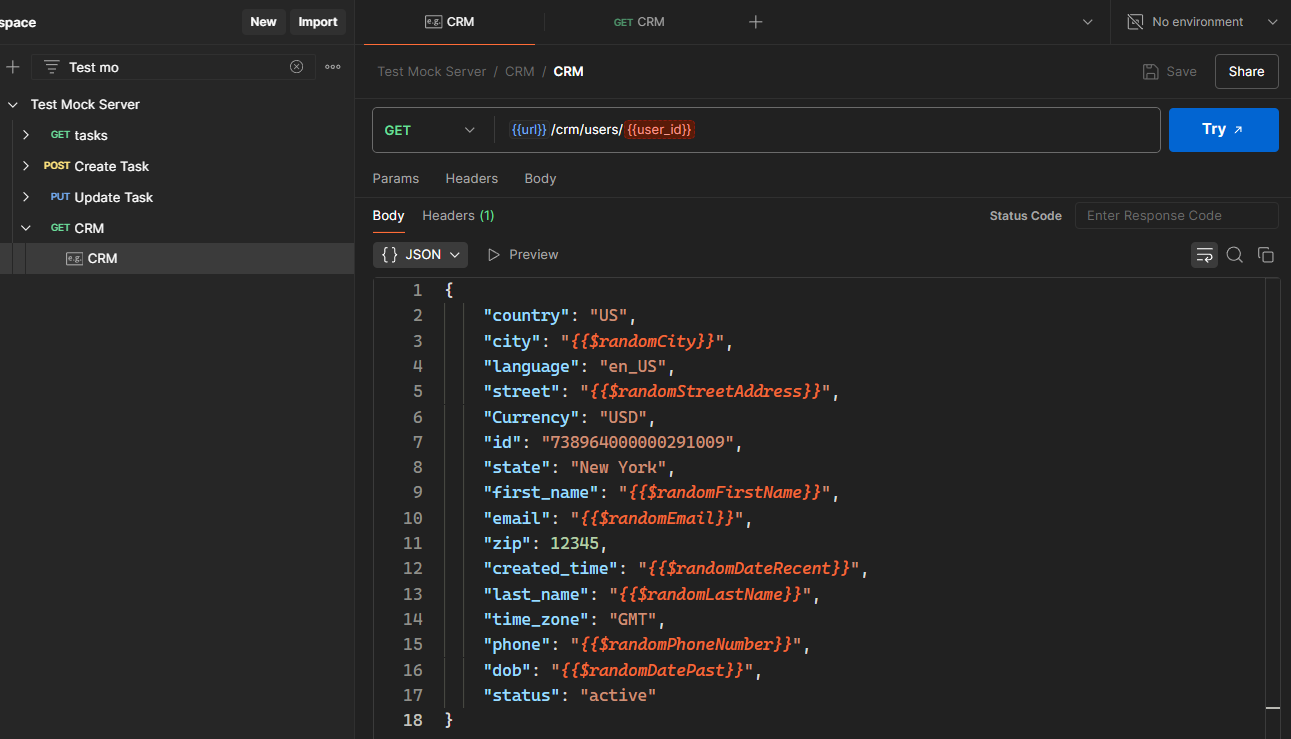 space
New
Import
e.g. CRM
GET CRM
No environment
Test mo
Test Mock Server / CRM / CRM
Save
Share
Test Mock Server
GET tasks
POST Create Task
PUT Update Task
GET CRM
e.g. CRM
GET
{{url}}/crm/users/{{user_id}}
Try
Params
Headers
Body
Body
Headers (1)
Status Code
Enter Response Code
{} JSON
Preview
1 {
2 "country": "US",
3 "city": "{{$randomCity}}",
4 "language": "en_US",
5 "street": "{{$randomStreetAddress}}",
6 "Currency": "USD",
7 "id": "738964000000291009",
8 "state": "New York",
9 "first_name": "{{$randomFirstName}}",
10 "email": "{{$randomEmail}}",
11 "zip": 12345,
12 "created_time": "{{$randomDateRecent}}",
13 "last_name": "{{$randomLastName}}",
14 "time_zone": "GMT",
15 "phone": "{{$randomPhoneNumber}}",
16 "dob": "{{$randomDatePast}}",
17 "status": "active"
18 }